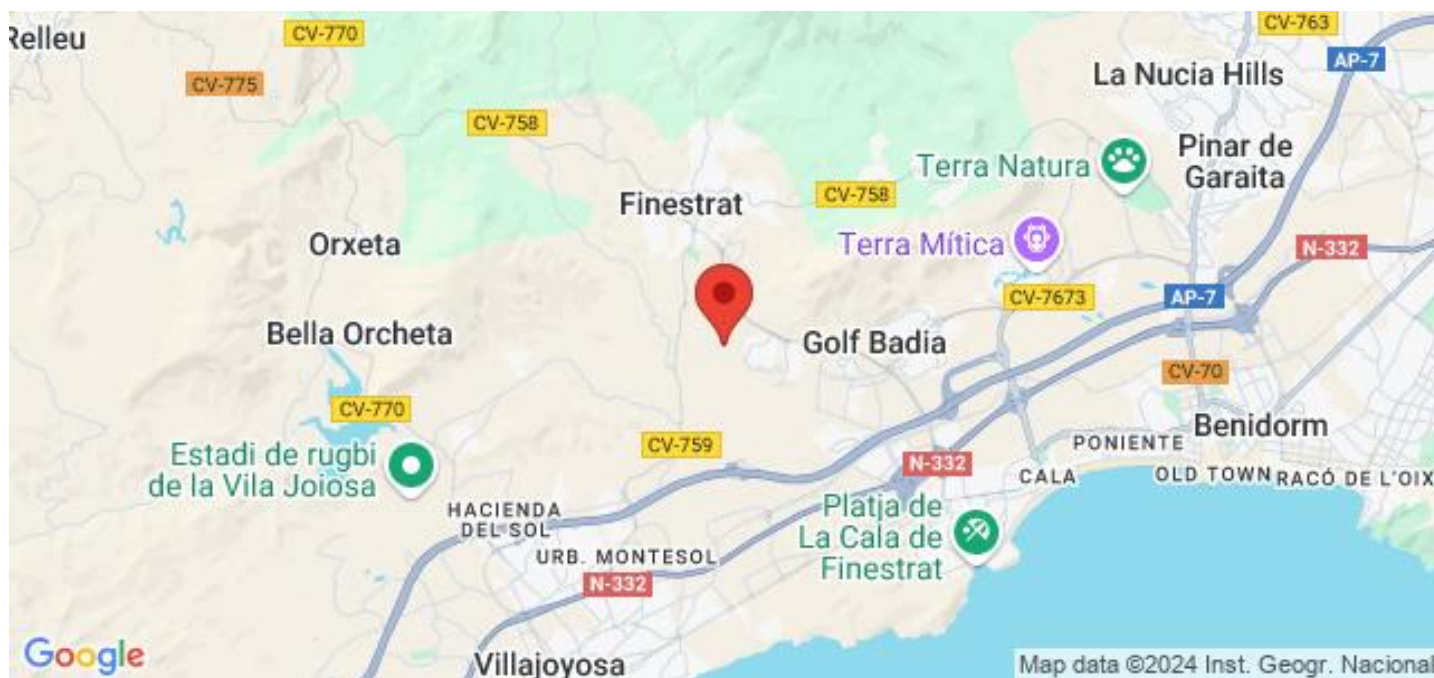 Relleu
CV-770
CV-763
AP-7
La Nucia Hills
CV-775
CV-758
Pinar de
Garaita
Terra Natura
CV-758
Finestrat
Orxeta
Terra Mítica
N-332
CV-7673
AP-7
Bella Orcheta
Golf Badia
CV-70
CV-770
Benidorm
CV-759
PONIENTE
Estadi de rugbi
de la Vila Joiosa
N-332
CALA
OLD TOWN
RACÓ DE L'OIX
HACIENDA
DEL SOL
Platja de
La Cala de
Finestrat
URB. MONTESOL
N-332
Villajoyosa
Google
Map data ©2024 Inst. Geogr. Nacional